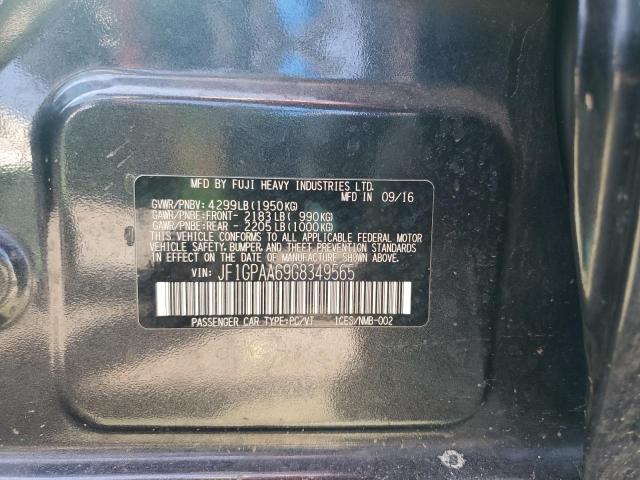 MFD BY FUJI HEAVY INDUSTRIES LTD.
MFD IN 09/16
GVWR/PNBV: 4299LB(1950KG)
GAWR/PNBE:FRONT- 2183LB( 990KG)
GAWR/PNBE:REAR - 2205LB(1000KG)
THIS VEHICLE CONFORMS TO ALL APPLICABLE FEDERAL MOTOR
VEHICLE SAFETY, BUMPER, AND THEFT PREVENTION STANDARDS
IN EFFECT ON THE DATE OF MANUFACTURE SHOWN ABOVE.
VIN: JF1GPAA69G8349565
PASSENGER CAR TYPE:PC/VT 1CES/NMB-002